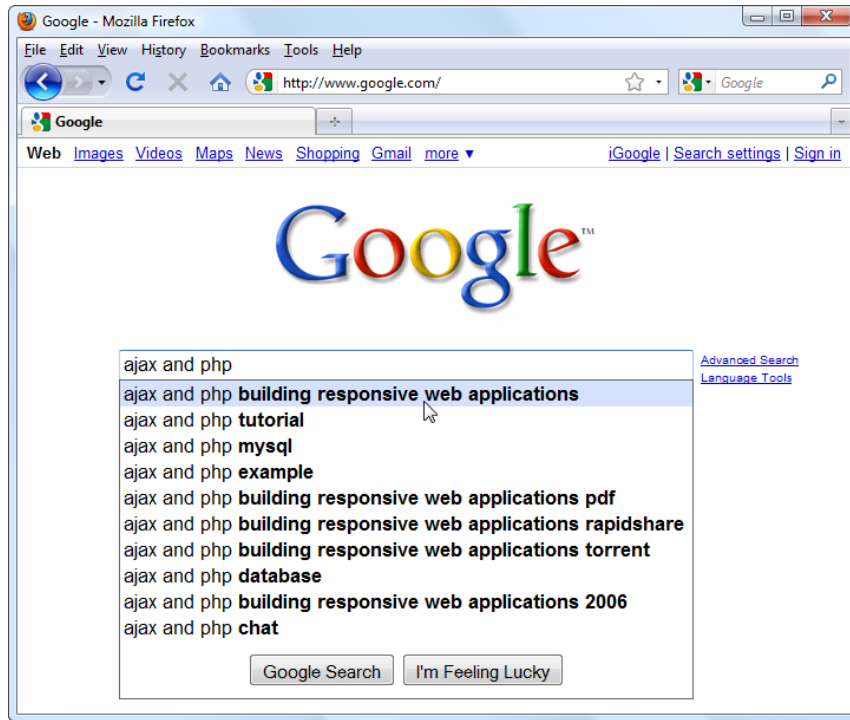 Google - Mozilla Firefox
File Edit View History Bookmarks Tools Help
http://www.google.com/ Google
Google
Web Images Videos Maps News Shopping Gmail more ▼ iGoogle | Search settings | Sign in
Google™
ajax and php Advanced Search
Language Tools
ajax and php building responsive web applications
ajax and php tutorial
ajax and php mysql
ajax and php example
ajax and php building responsive web applications pdf
ajax and php building responsive web applications rapidshare
ajax and php building responsive web applications torrent
ajax and php database
ajax and php building responsive web applications 2006
ajax and php chat
Google Search I'm Feeling Lucky